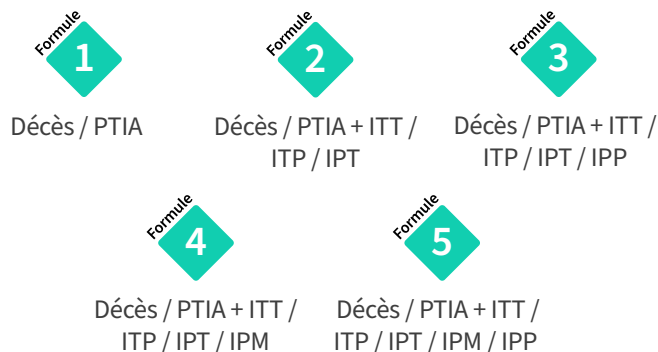 Formule
1
Décès / PTIA
Formule
2
Décès / PTIA + ITT /
ITP / IPT
Formule
3
Décès / PTIA + ITT /
ITP / IPT / IPP
Formule
4
Décès / PTIA + ITT /
ITP / IPT / IPM
Formule
5
Décès / PTIA + ITT /
ITP / IPT / IPM / IPP